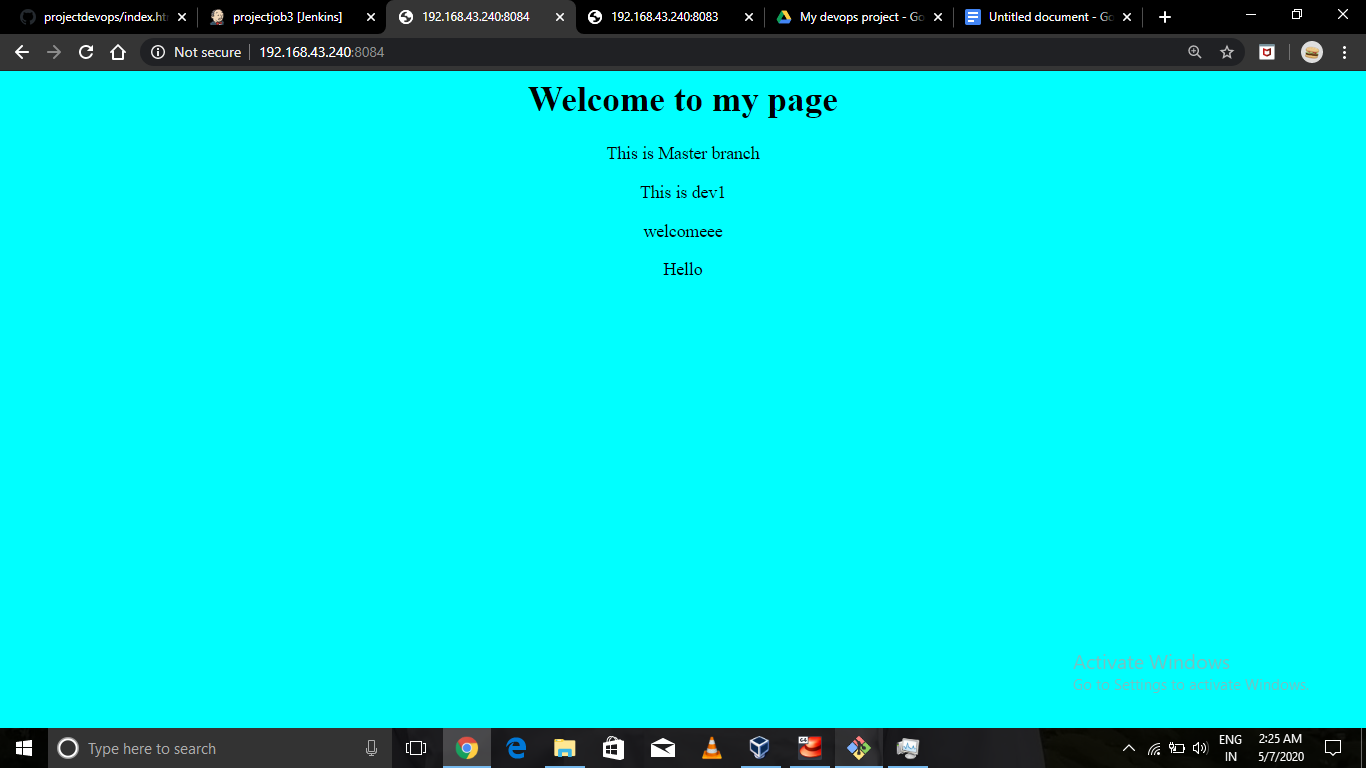 projectdevops/index.ht
projectjob3 [Jenkins]
192.168.43.240:8084
192.168.43.240:8083
My devops project - Go
Untitled document - Go
Not secure
192.168.43.240:8084
Welcome to my page
This is Master branch
This is dev1
welcomeee
Hello
Activate Windows
Go to Settings to activate Windows.
Type here to search
ENG
IN
2:25 AM
5/7/2020